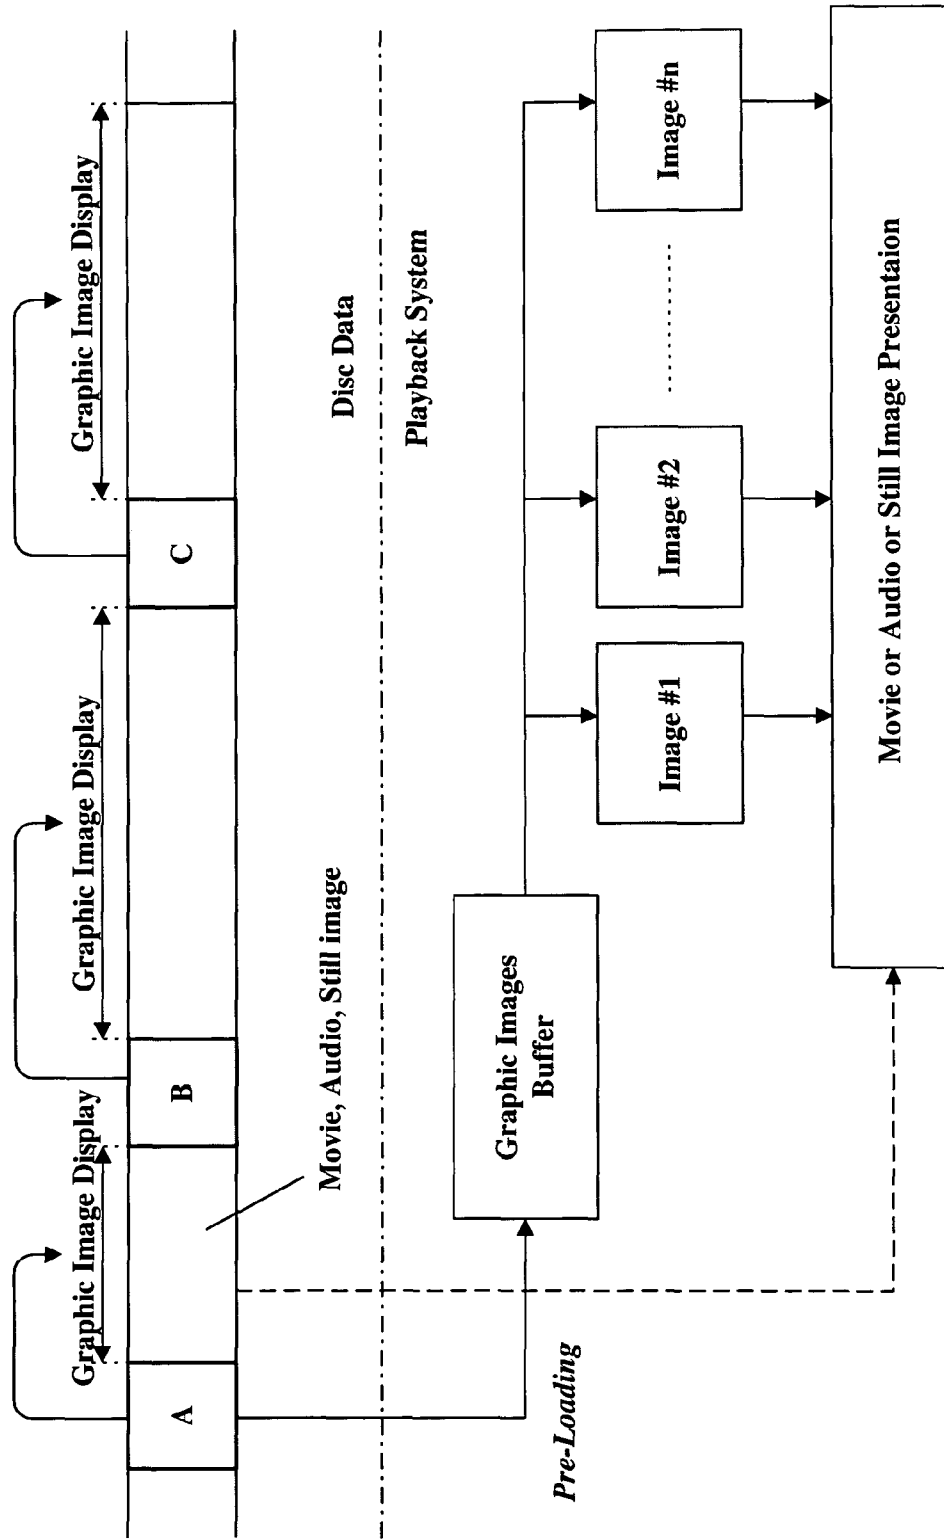 Graphic Image Display
Graphic Image Display
Graphic Image Display
A
B
C
Movie, Audio, Still image
Disc Data
Playback System
Pre-Loading
Graphic Images
Buffer
Image #1
Image #2
Image #n
Movie or Audio or Still Image Presentaion